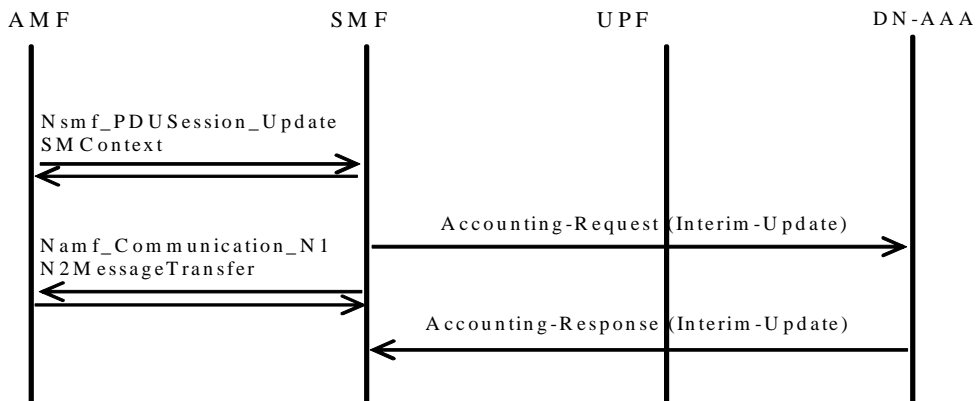 AMF SMF UPF DN-AAA
Nsmf_PDUSession_Update
SMContext
Accounting-Request (Interim-Update)
Namf_Communication_N1
N2MessageTransfer
Accounting-Response (Interim-Update)